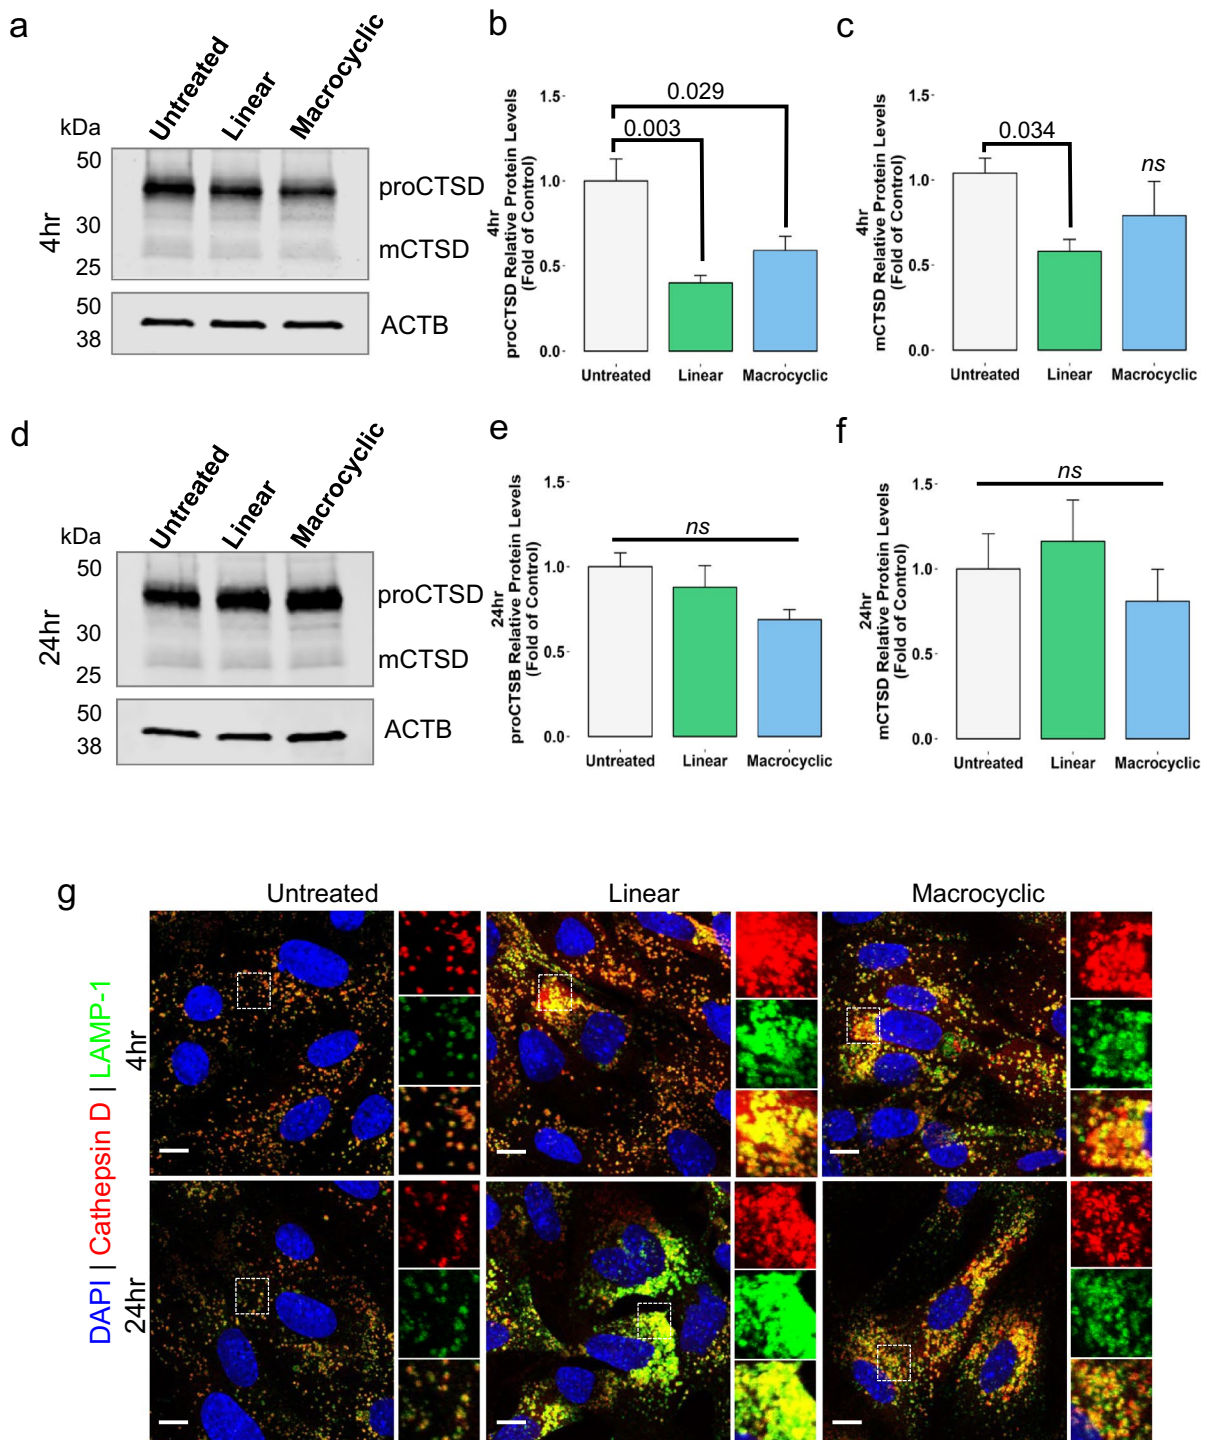 a
Untreated
Linear
Macrocyclic
kDa
50
30
25
4hr
proCTSD
mCTSD
50
38
ACTB
b
4hr
proCTSD Relative Protein Levels
(Fold of Control)
1.5
1.0
0.5
0.0
0.029
0.003
Untreated
Linear
Macrocyclic
c
4hr
mCTSD Relative Protein Levels
(Fold of Control)
1.5
1.0
0.5
0.0
0.034
ns
Untreated
Linear
Macrocyclic
d
Untreated
Linear
Macrocyclic
kDa
50
30
25
24hr
proCTSD
mCTSD
50
38
ACTB
e
24hr
proCTSB Relative Protein Levels
(Fold of Control)
1.5
1.0
0.5
0.0
ns
Untreated
Linear
Macrocyclic
f
24hr
mCTSD Relative Protein Levels
(Fold of Control)
1.5
1.0
0.5
0.0
ns
Untreated
Linear
Macrocyclic
g
Untreated
Linear
Macrocyclic
DAPI | Cathepsin D | LAMP-1
4hr
24hr